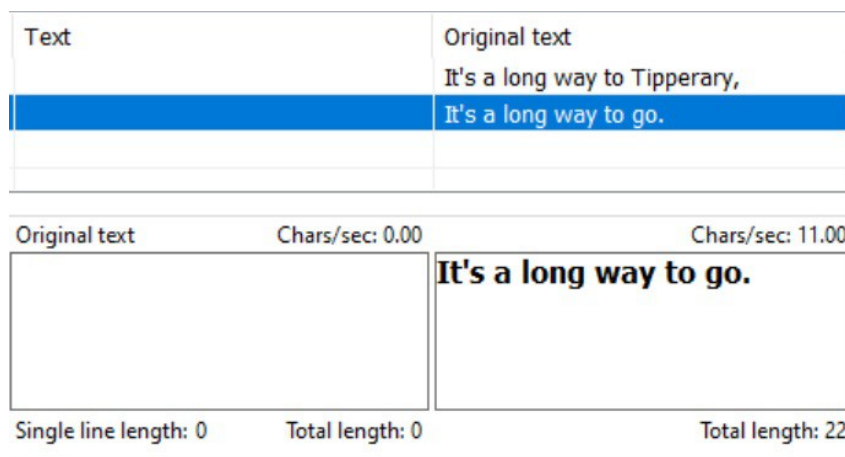 Text Original text
It's a long way to Tipperary,
It's a long way to go.
Original text Chars/sec: 0.00 Chars/sec: 11.00
It's a long way to go.
Single line length: 0 Total length: 0 Total length: 22